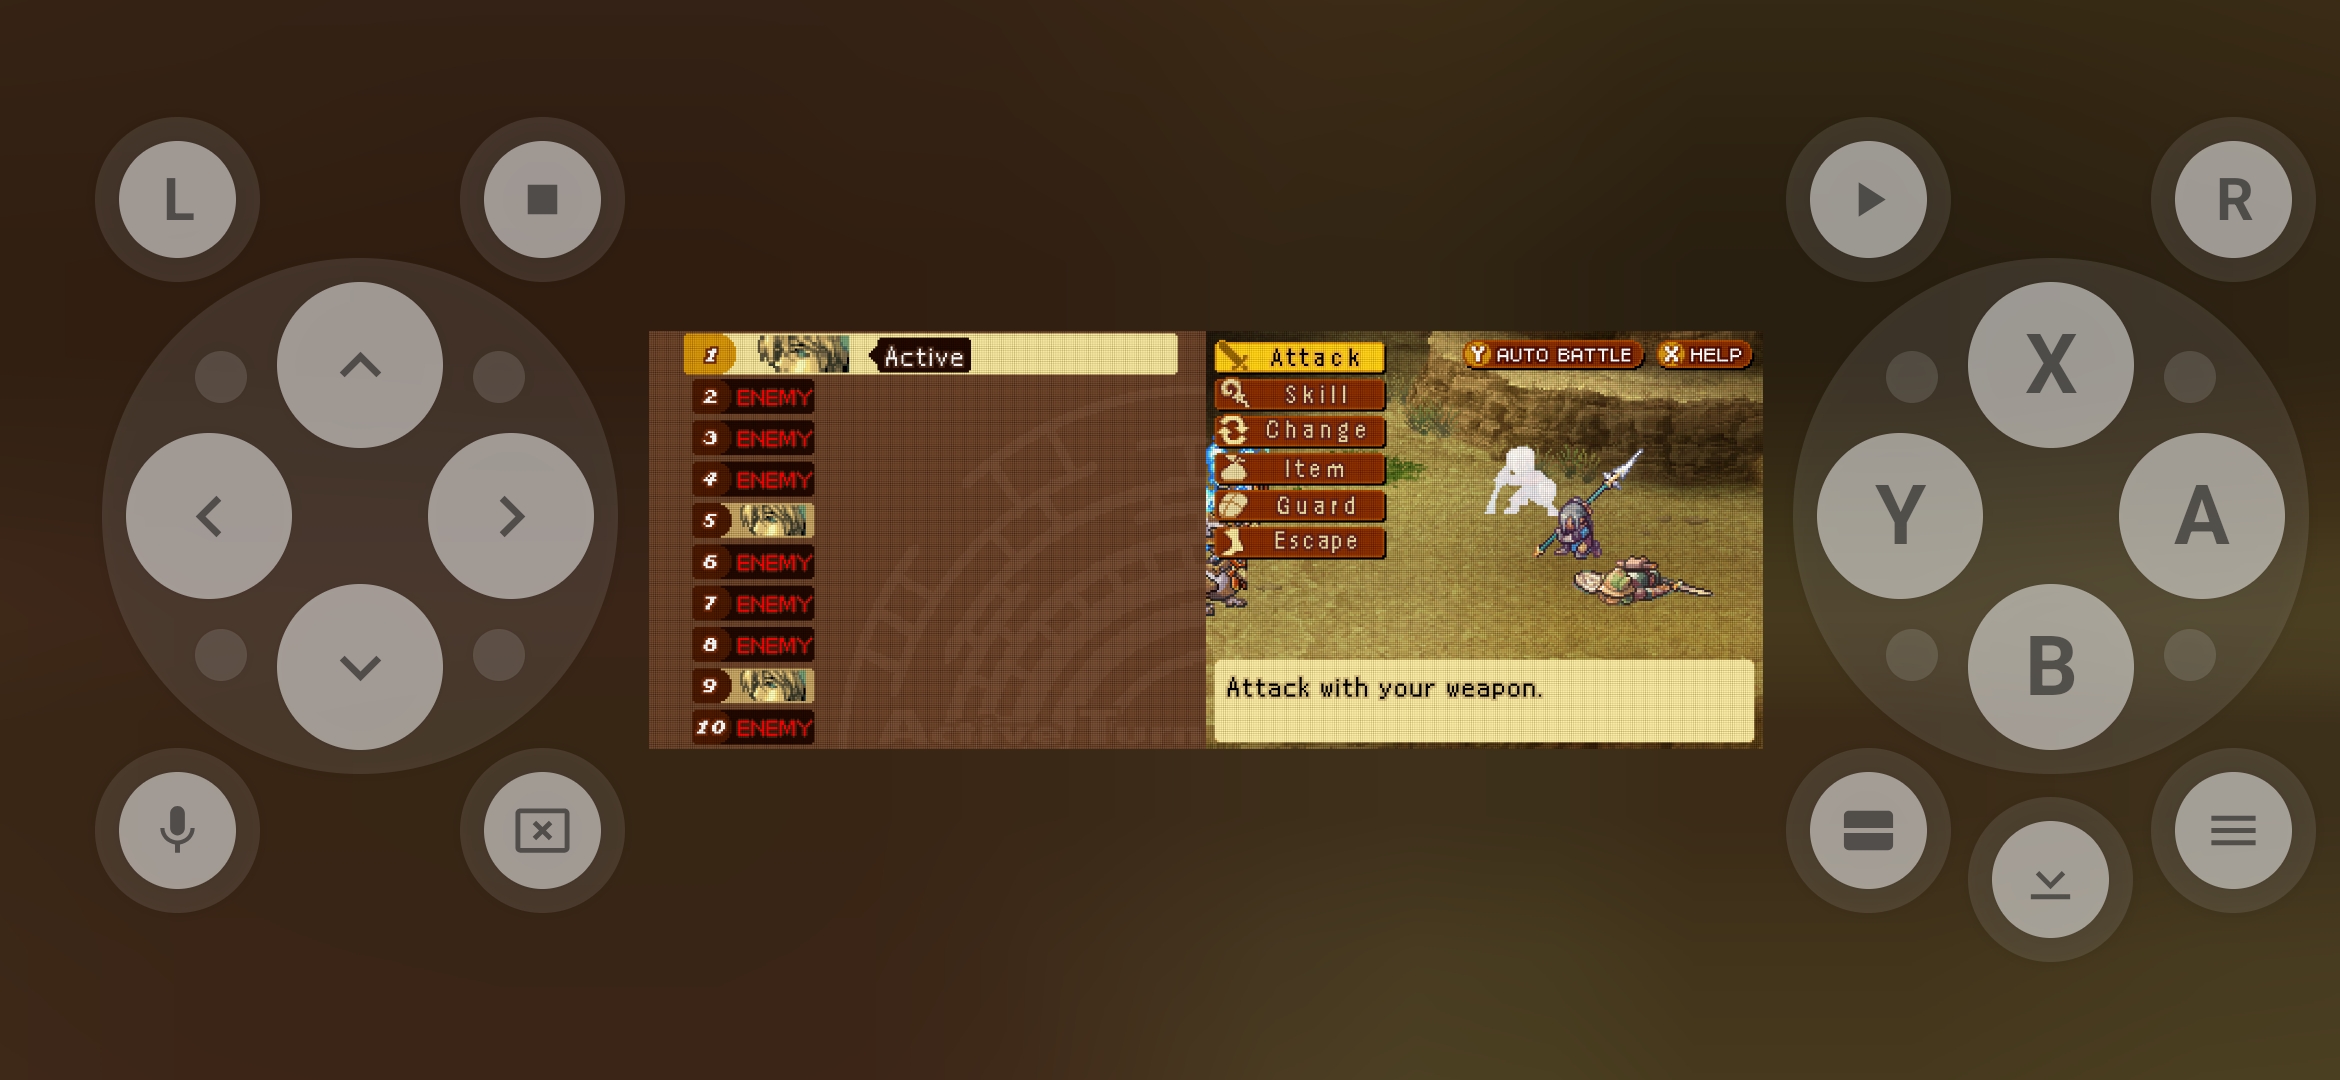 L
R
X
Y
A
B
1 Active
2 ENEMY
3 ENEMY
4 ENEMY
5
6 ENEMY
7 ENEMY
8 ENEMY
9
10 ENEMY
Active
Attack
Skill
Change
Item
Guard
Escape
Y AUTO BATTLE X HELP
Attack with your weapon.